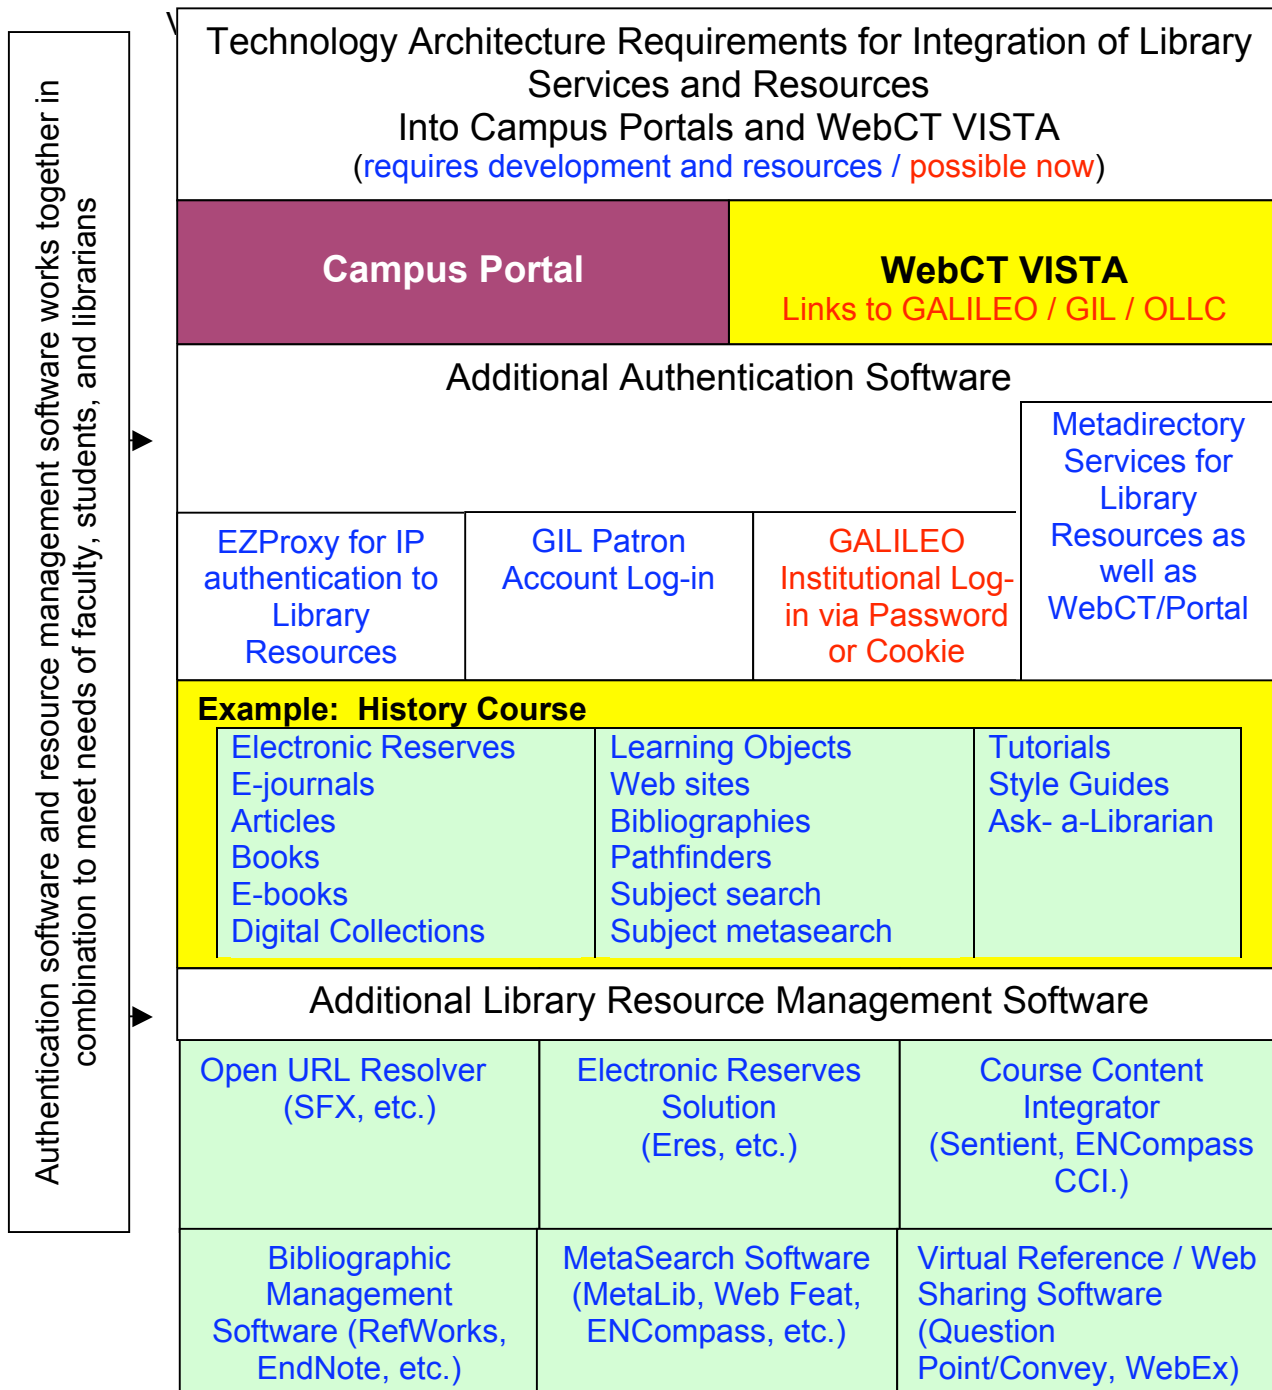 Authentication software and resource management software works together in
combination to meet needs of faculty, students, and librarians
Technology Architecture Requirements for Integration of Library
Services and Resources
Into Campus Portals and WebCT VISTA
(requires development and resources / possible now)
Campus Portal
WebCT VISTA
Links to GALILEO / GIL / OLLC
Additional Authentication Software
EZProxy for IP
authentication to
Library
Resources
GIL Patron
Account Log-in
GALILEO
Institutional Log-
in via Password
or Cookie
Metadirectory
Services for
Library
Resources as
well as
WebCT/Portal
Example:  History Course
Electronic Reserves
E-journals
Articles
Books
E-books
Digital Collections
Learning Objects
Web sites
Bibliographies
Pathfinders
Subject search
Subject metasearch
Tutorials
Style Guides
Ask- a-Librarian
Additional Library Resource Management Software
Open URL Resolver
(SFX, etc.)
Electronic Reserves
Solution
(Eres, etc.)
Course Content
Integrator
(Sentient, ENCompass
CCI.)
Bibliographic
Management
Software (RefWorks,
EndNote, etc.)
MetaSearch Software
(MetaLib, Web Feat,
ENCompass, etc.)
Virtual Reference / Web
Sharing Software
(Question
Point/Convey, WebEx)